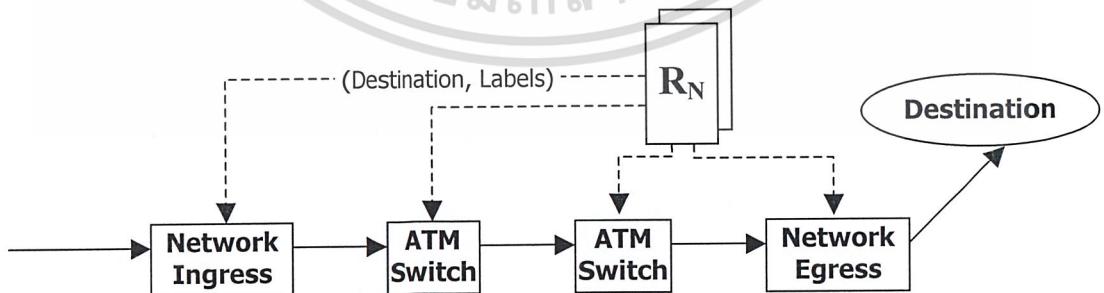 (Destination, Labels)
R_N
Destination
Network
Ingress
ATM
Switch
ATM
Switch
Network
Egress